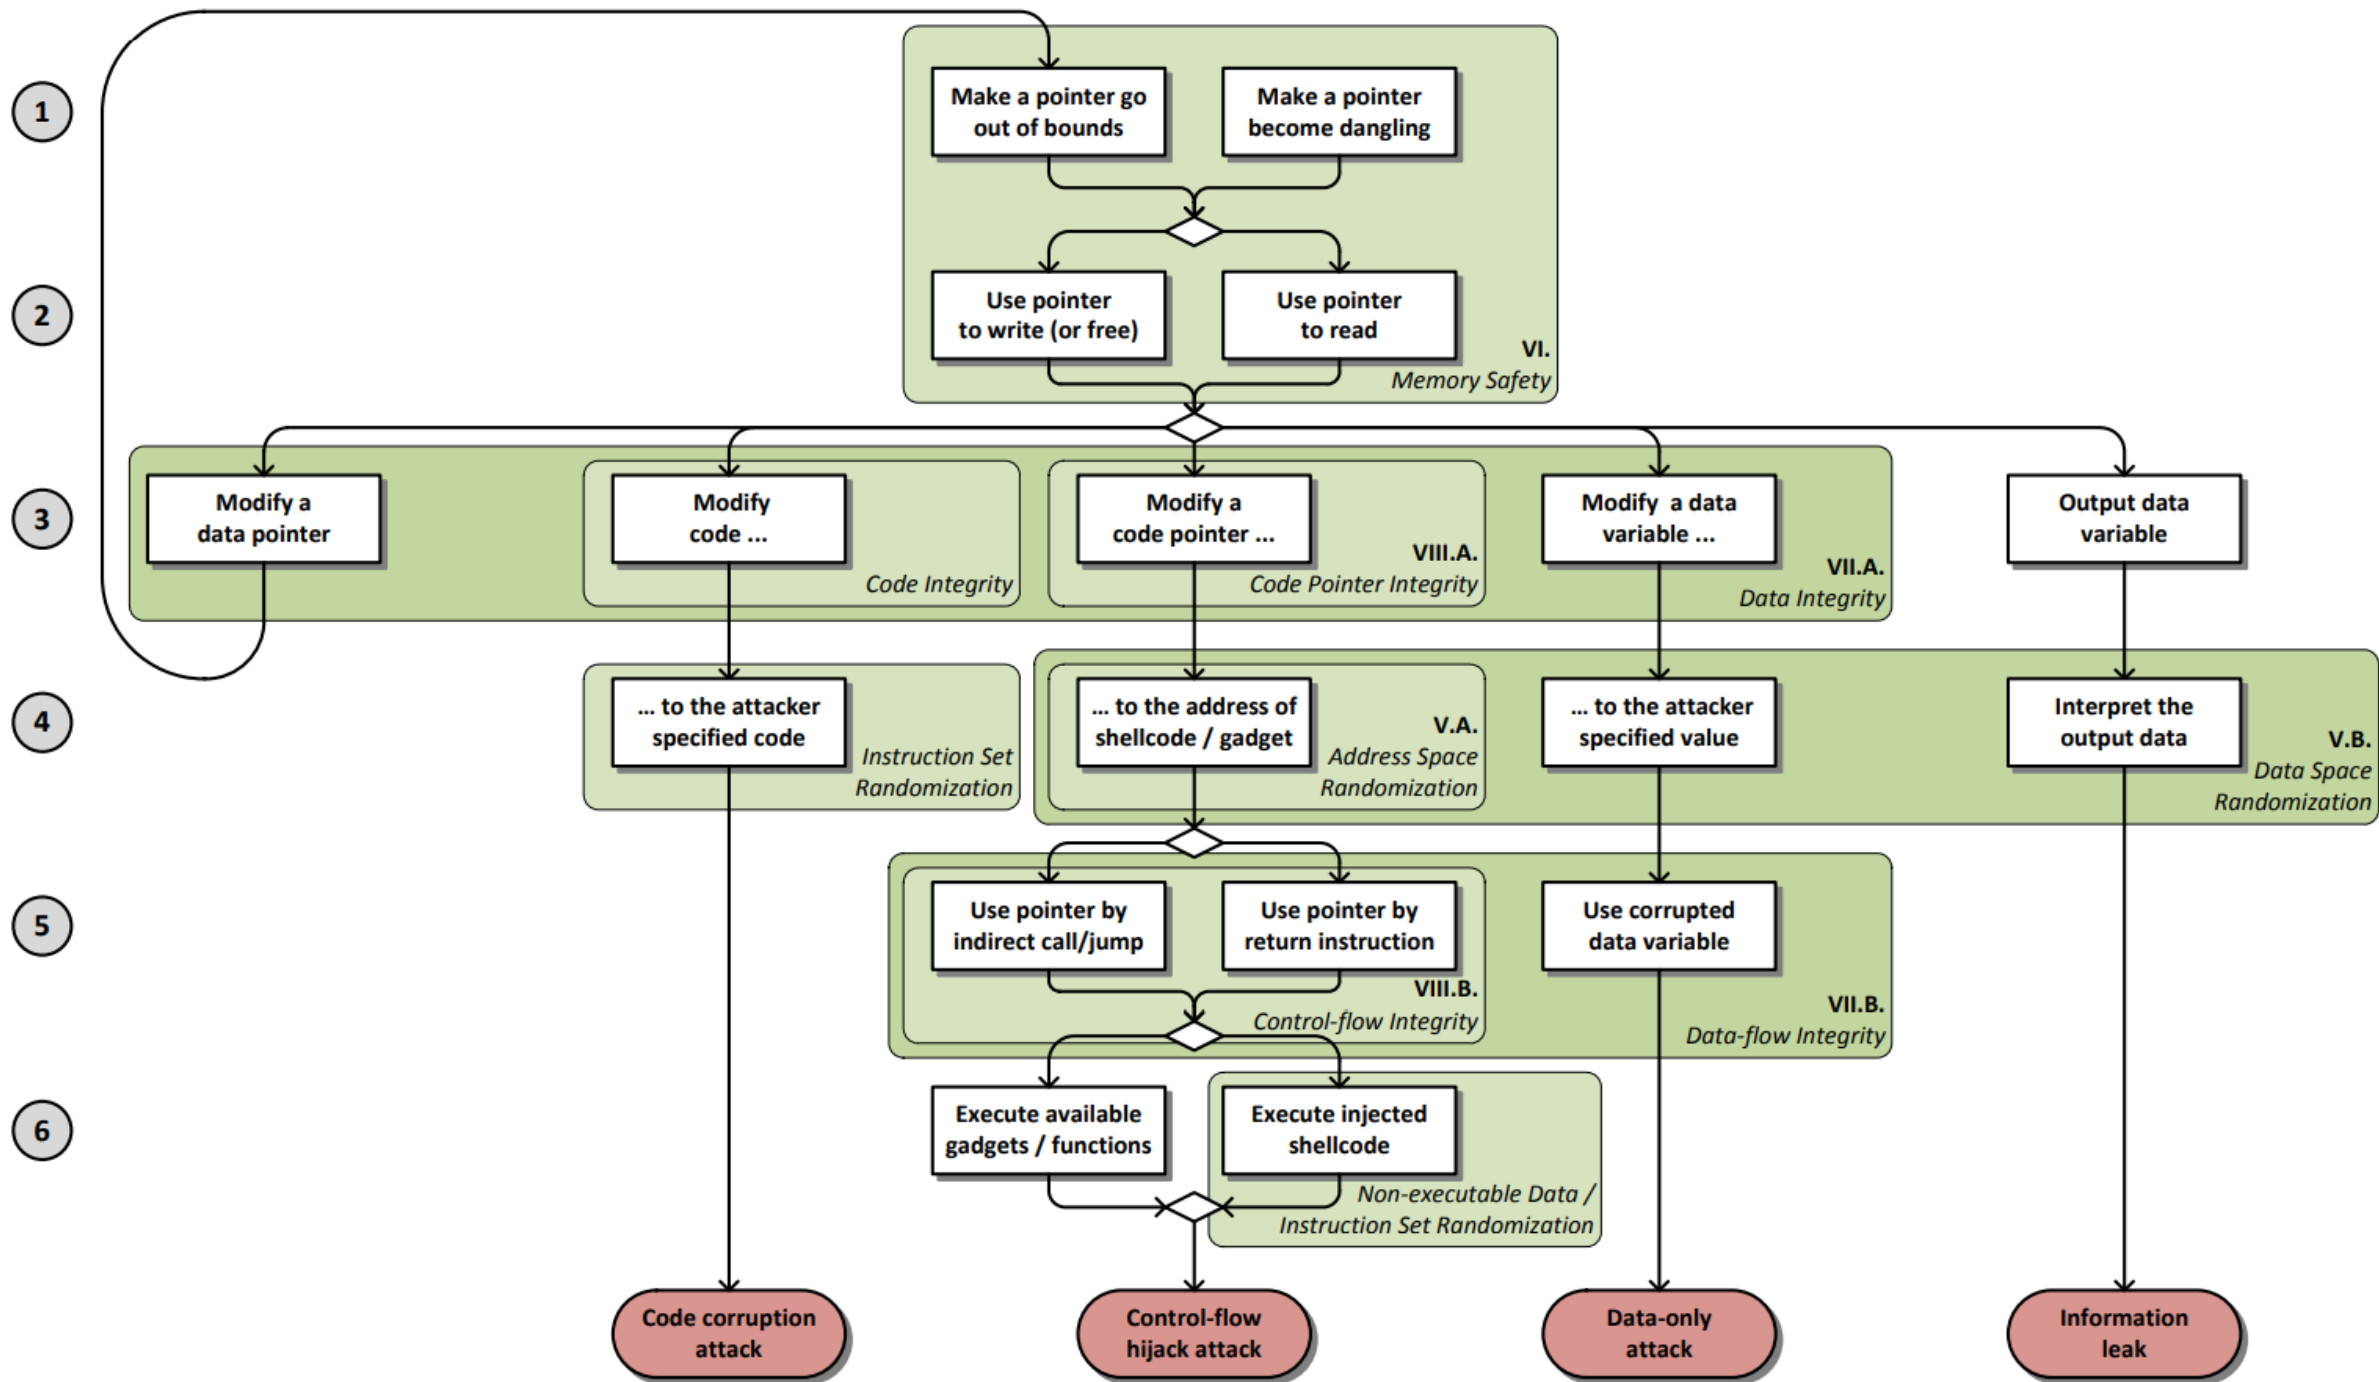 1
Make a pointer go
out of bounds
Make a pointer
become dangling
2
Use pointer
to write (or free)
Use pointer
to read
VI.
Memory Safety
3
Modify a
data pointer
Modify
code ...
Code Integrity
Modify a
code pointer ...
VIII.A.
Code Pointer Integrity
Modify a data
variable ...
VII.A.
Data Integrity
Output data
variable
4
... to the attacker
specified code
Instruction Set
Randomization
... to the address of
shellcode / gadget
V.A.
Address Space
Randomization
... to the attacker
specified value
Interpret the
output data
V.B.
Data Space
Randomization
5
Use pointer by
indirect call/jump
Use pointer by
return instruction
VIII.B.
Control-flow Integrity
Use corrupted
data variable
VII.B.
Data-flow Integrity
6
Execute available
gadgets / functions
Execute injected
shellcode
Non-executable Data /
Instruction Set Randomization
Code corruption
attack
Control-flow
hijack attack
Data-only
attack
Information
leak